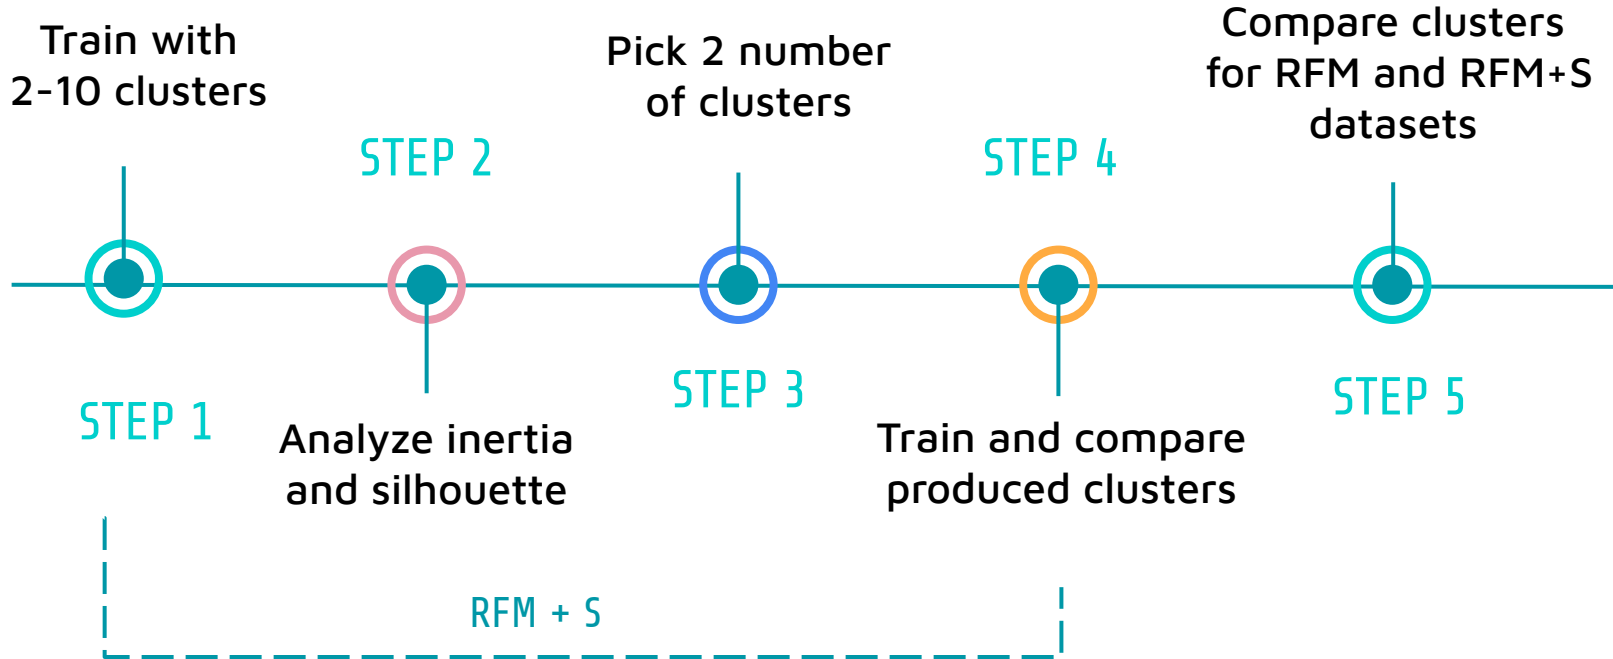 Train with
2-10 clusters
STEP 1
STEP 2
Analyze inertia
and silhouette
Pick 2 number
of clusters
STEP 3
STEP 4
Train and compare
produced clusters
Compare clusters
for RFM and RFM+S
datasets
STEP 5
RFM + S